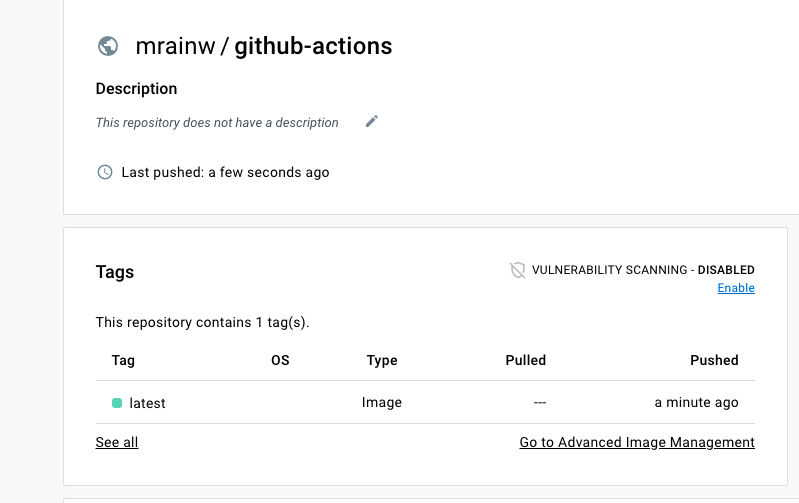 mrainw / github-actions
Description
This repository does not have a description
Last pushed: a few seconds ago
Tags
VULNERABILITY SCANNING - DISABLED
Enable
This repository contains 1 tag(s).
Tag OS Type Pulled Pushed
latest Image --- a minute ago
See all Go to Advanced Image Management